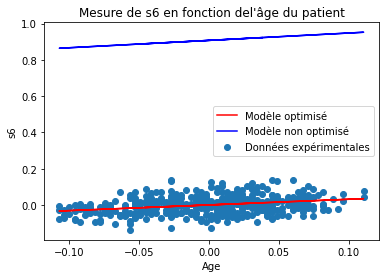 Mesure de s6 en fonction del'âge du patient
1.0
0.8
0.6
0.4
0.2
0.0
s6
Modèle optimisé
Modèle non optimisé
Données expérimentales
−0.10
−0.05
0.00
0.05
0.10
Age